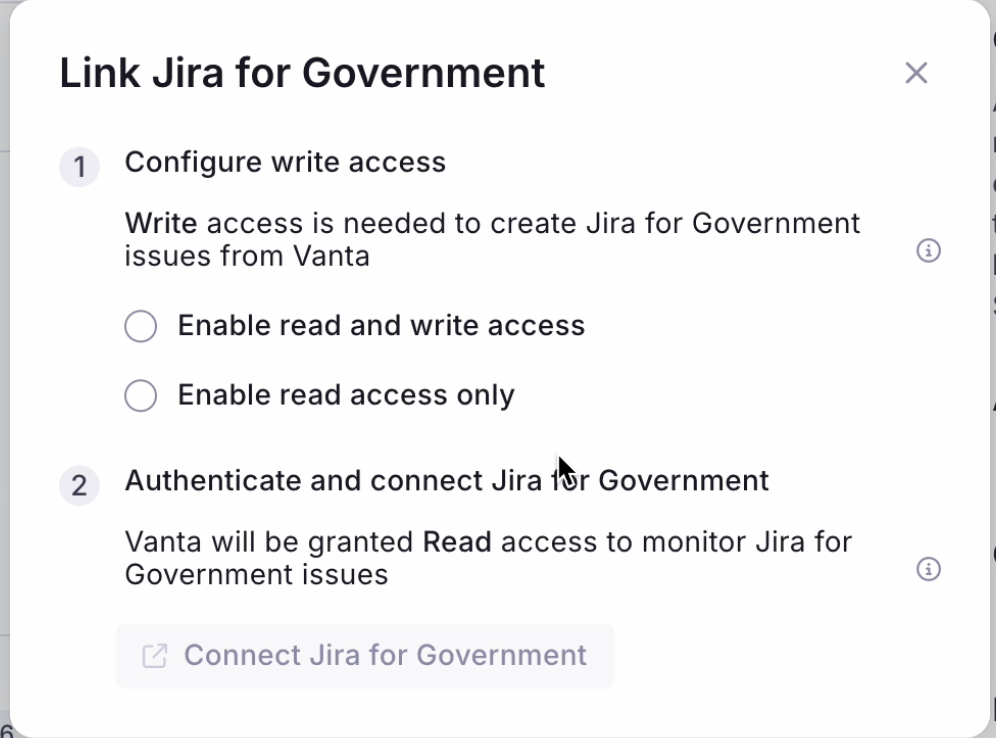 Link Jira for Government
1 Configure write access
Write access is needed to create Jira for Government
issues from Vanta
Enable read and write access
Enable read access only
2 Authenticate and connect Jira for Government
Vanta will be granted Read access to monitor Jira for
Government issues
Connect Jira for Government
6